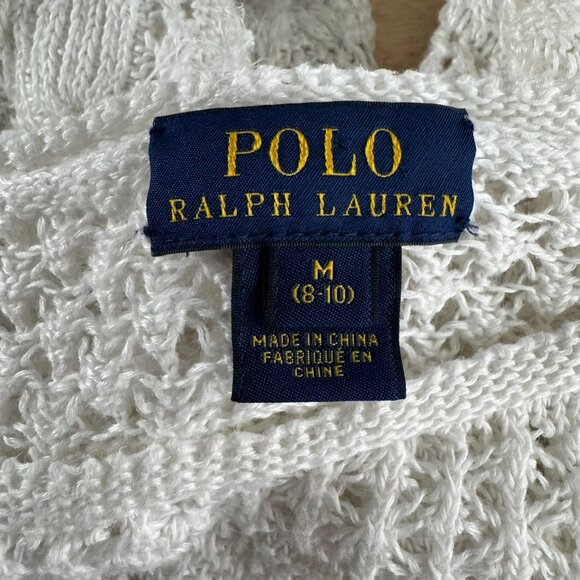 POLO
RALPH LAUREN
M
(8-10)
MADE IN CHINA
FABRIQUÉ EN
CHINE